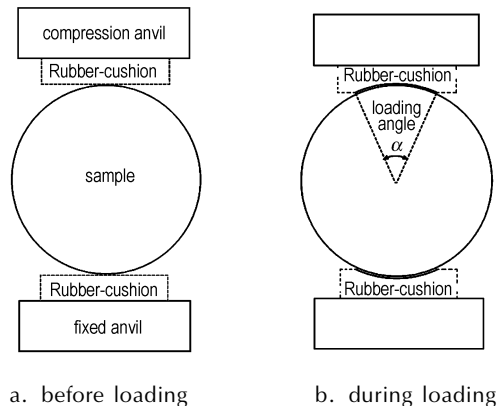 compression anvil
Rubber-cushion
sample
Rubber-cushion
fixed anvil
a. before loading
Rubber-cushion
loading
angle
α
Rubber-cushion
b. during loading